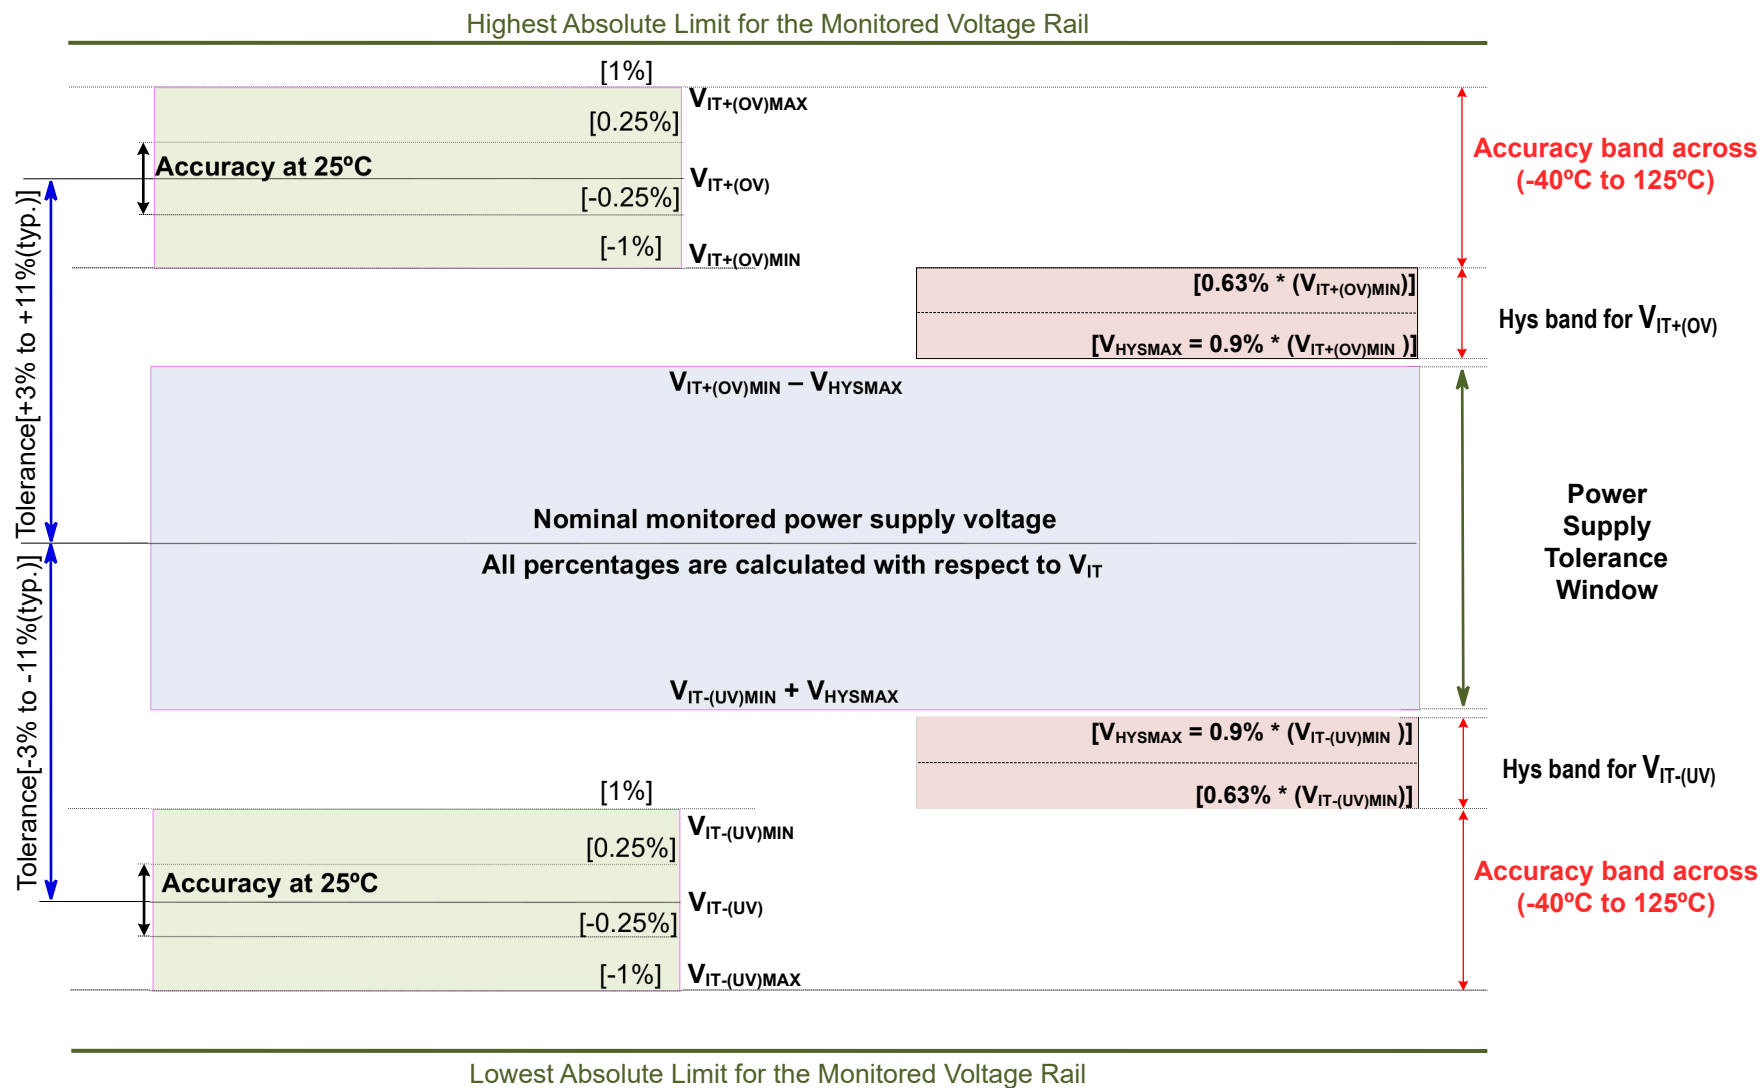 Highest Absolute Limit for the Monitored Voltage Rail
[1%]
VIT+(OV)MAX
[0.25%]
Accuracy at 25ºC
VIT+(OV)
[-0.25%]
[-1%]
VIT+(OV)MIN
Accuracy band across
(-40ºC to 125ºC)
Tolerance[+3% to +11%(typ.)]
[0.63% * (VIT+(OV)MIN)]
[VHYSMAX = 0.9% * (VIT+(OV)MIN )]
Hys band for VIT+(OV)
VIT+(OV)MIN – VHYSMAX
Nominal monitored power supply voltage
All percentages are calculated with respect to VIT
Power
Supply
Tolerance
Window
VIT-(UV)MIN + VHYSMAX
Tolerance[-3% to -11%(typ.)]
[VHYSMAX = 0.9% * (VIT-(UV)MIN )]
[0.63% * (VIT-(UV)MIN)]
Hys band for VIT-(UV)
[1%]
VIT-(UV)MIN
[0.25%]
Accuracy at 25ºC
VIT-(UV)
[-0.25%]
[-1%]
VIT-(UV)MAX
Accuracy band across
(-40ºC to 125ºC)
Lowest Absolute Limit for the Monitored Voltage Rail